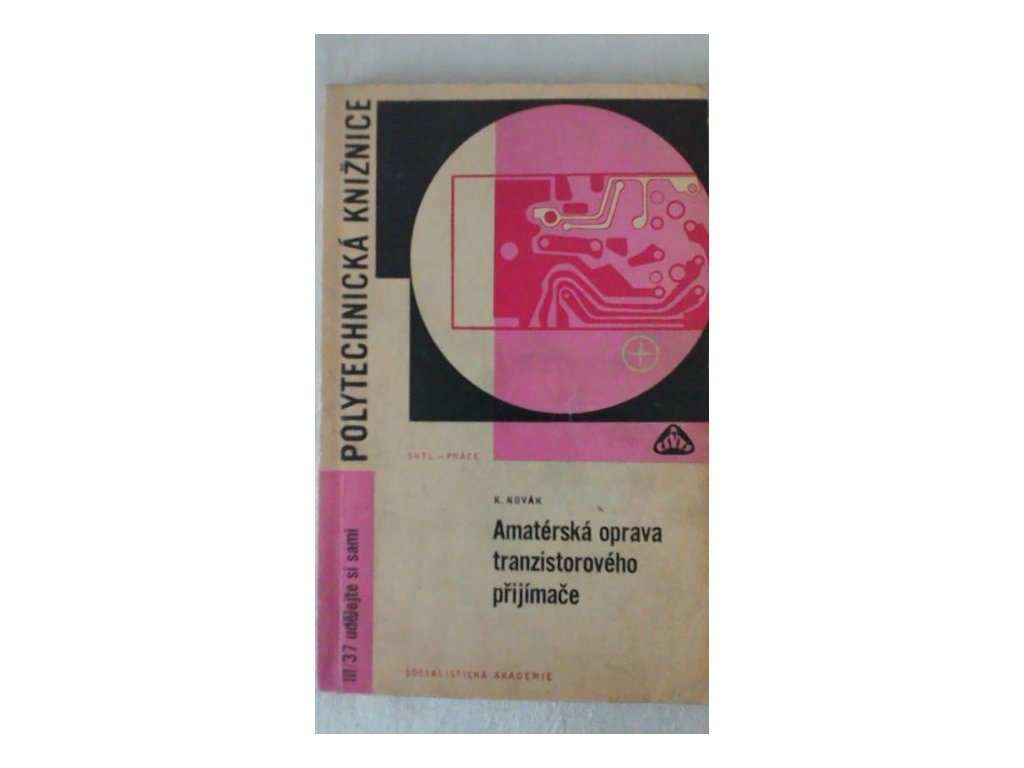 POLYTECHNICKÁ KNIŽNICE
III/37 udělejte si sami
SNTL—PRÁCE
K. NOVÁK
Amatérská oprava
tranzistorového
přijímače
SOCIALISTICKÁ AKADEMIE